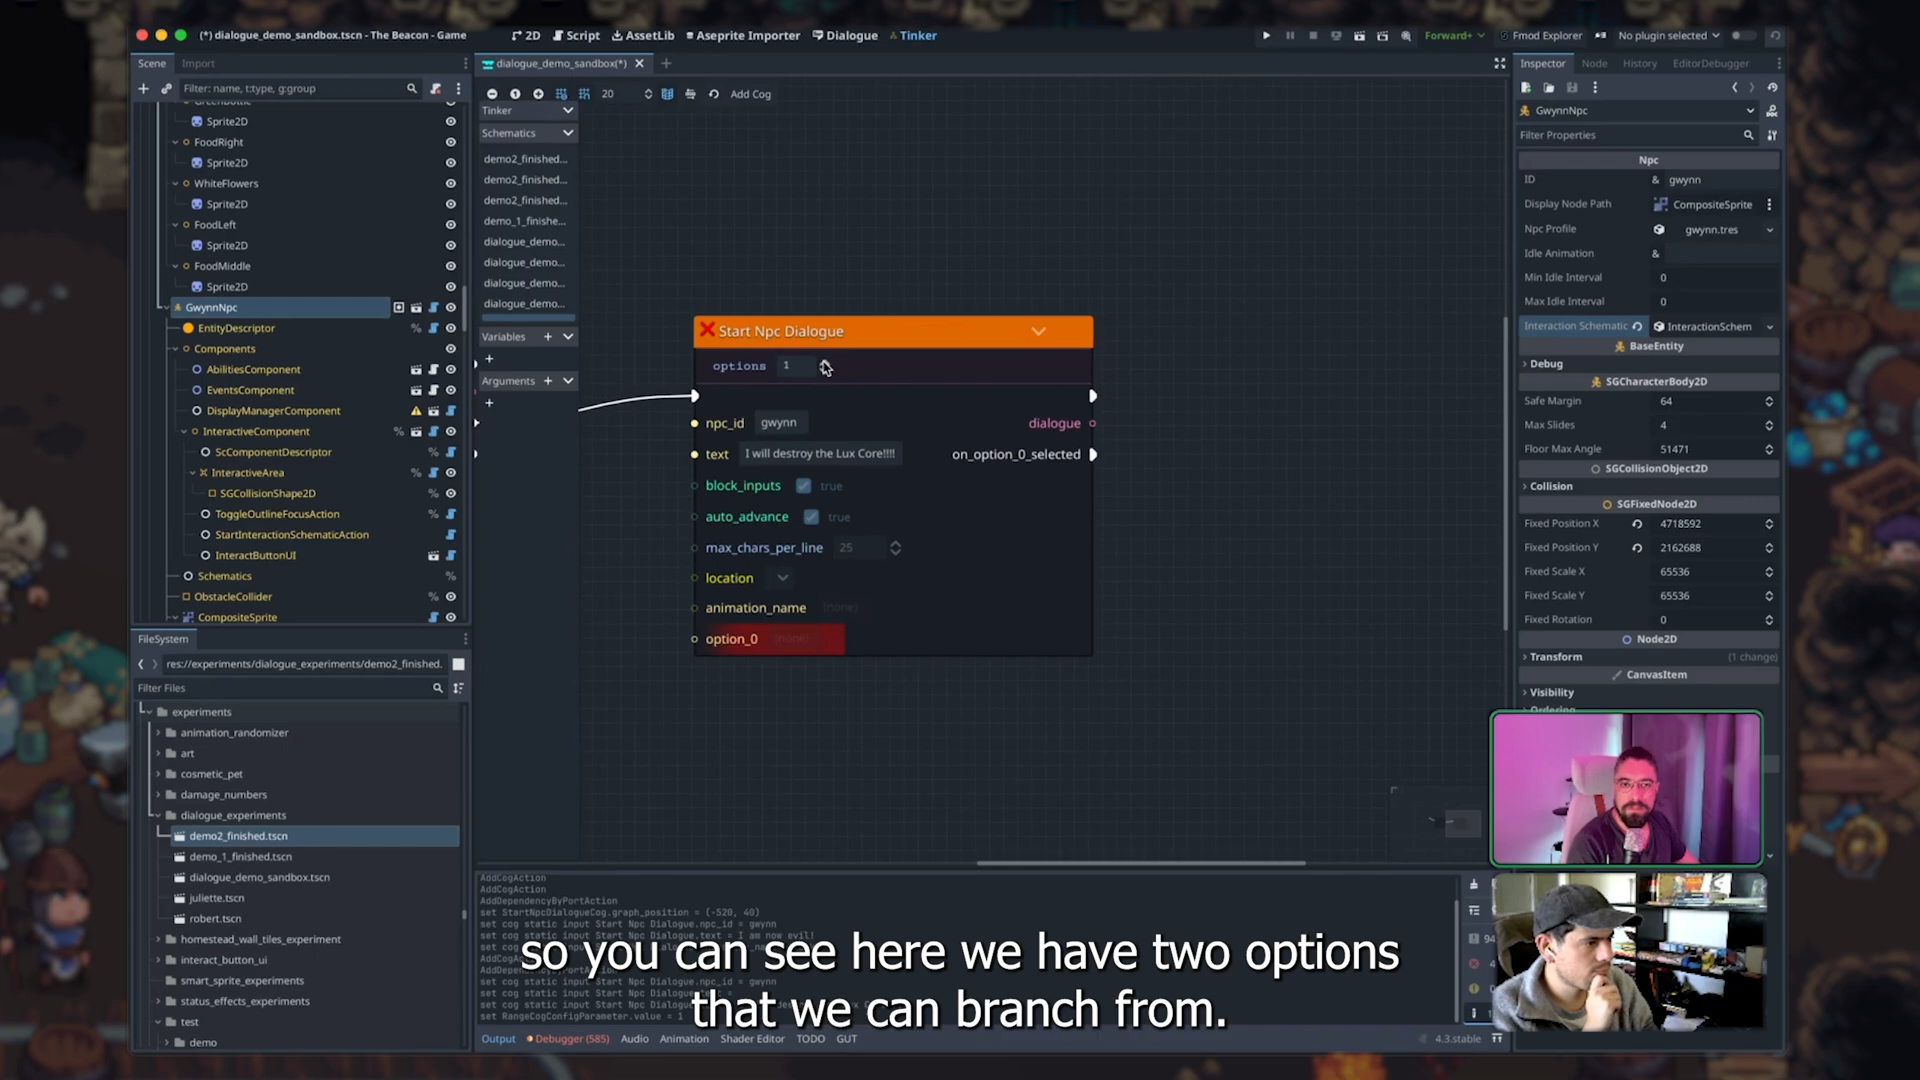 (*) dialogue_demo_sandbox.tscn - The Beacon - Game
2D
Script
AssetLib
Aseprite Importer
Dialogue
Tinker
Forward+
Fmod Explorer
No plugin selected
Scene
Import
Filter: name, t:type, g:group
Sprite2D
FoodRight
Sprite2D
WhiteFlowers
Sprite2D
FoodLeft
Sprite2D
FoodMiddle
Sprite2D
GwynnNpc
EntityDescriptor
Components
AbilitiesComponent
EventsComponent
DisplayManagerComponent
InteractiveComponent
ScComponentDescriptor
InteractiveArea
SGCollisionShape2D
ToggleOutlineFocusAction
StartInteractionSchematicAction
InteractButtonUI
Schematics
ObstacleCollider
CompositeSprite
FileSystem
res://experiments/dialogue_experiments/demo2_finished.
Filter Files
experiments
animation_randomizer
art
cosmetic_pet
damage_numbers
dialogue_experiments
demo2_finished.tscn
demo_1_finished.tscn
dialogue_demo_sandbox.tscn
juliette.tscn
robert.tscn
homestead_wall_tiles_experiment
interact_button_ui
smart_sprite_experiments
status_effects_experiments
test
demo
dialogue_demo_sandbox(*)
20
Add Cog
Tinker
Schematics
demo2_finished...
demo2_finished...
demo2_finished...
demo_1_finishe...
dialogue_demo...
dialogue_demo...
dialogue_demo...
dialogue_demo...
Variables
Arguments
Start Npc Dialogue
options 1
npc_id gwynn
dialogue
text I will destroy the Lux Core!!!!
on_option_0_selected
block_inputs true
auto_advance true
max_chars_per_line 25
location
animation_name (none)
option_0 (none)
AddCogAction
AddCogAction
AddDependencyByPortAction
set StartNpcDialogueCog.graph_position = (-520, 40)
set cog static input Start Npc Dialogue.npc_id = gwynn
so you can see here we have two options
that we can branch from.
Output
Debugger (585)
Audio
Animation
Shader Editor
TODO
GUT
4.3.stable
Inspector
Node
History
EditorDebugger
GwynnNpc
Filter Properties
Npc
ID
gwynn
Display Node Path
CompositeSprite
Npc Profile
gwynn.tres
Idle Animation
Min Idle Interval
0
Max Idle Interval
0
Interaction Schematic
InteractionSchem
BaseEntity
Debug
SGCharacterBody2D
Safe Margin
64
Max Slides
4
Floor Max Angle
51471
SGCollisionObject2D
Collision
SGFixedNode2D
Fixed Position X
4718592
Fixed Position Y
2162688
Fixed Scale X
65536
Fixed Scale Y
65536
Fixed Rotation
0
Node2D
Transform
(1 change)
CanvasItem
Visibility